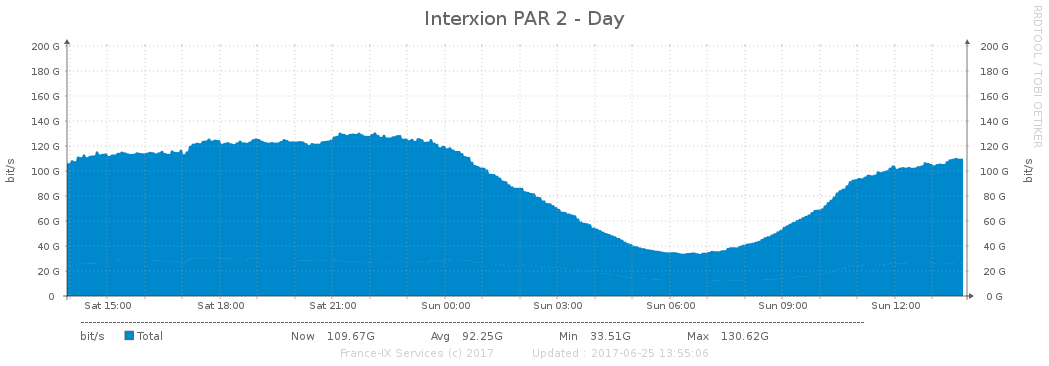 Interxion PAR 2 - Day
RRDTOOL / TOBI OETIKER
bit/s
200 G 200 G
180 G 180 G
160 G 160 G
140 G 140 G
120 G 120 G
100 G 100 G
80 G 80 G
60 G 60 G
40 G 40 G
20 G 20 G
0 0 G
bit/s
Sat 15:00 Sat 18:00 Sat 21:00 Sun 00:00 Sun 03:00 Sun 06:00 Sun 09:00 Sun 12:00
bit/s Total Now 109.67G Avg 92.25G Min 33.51G Max 130.62G
France-IX Services (c) 2017 Updated : 2017-06-25 13:55:06